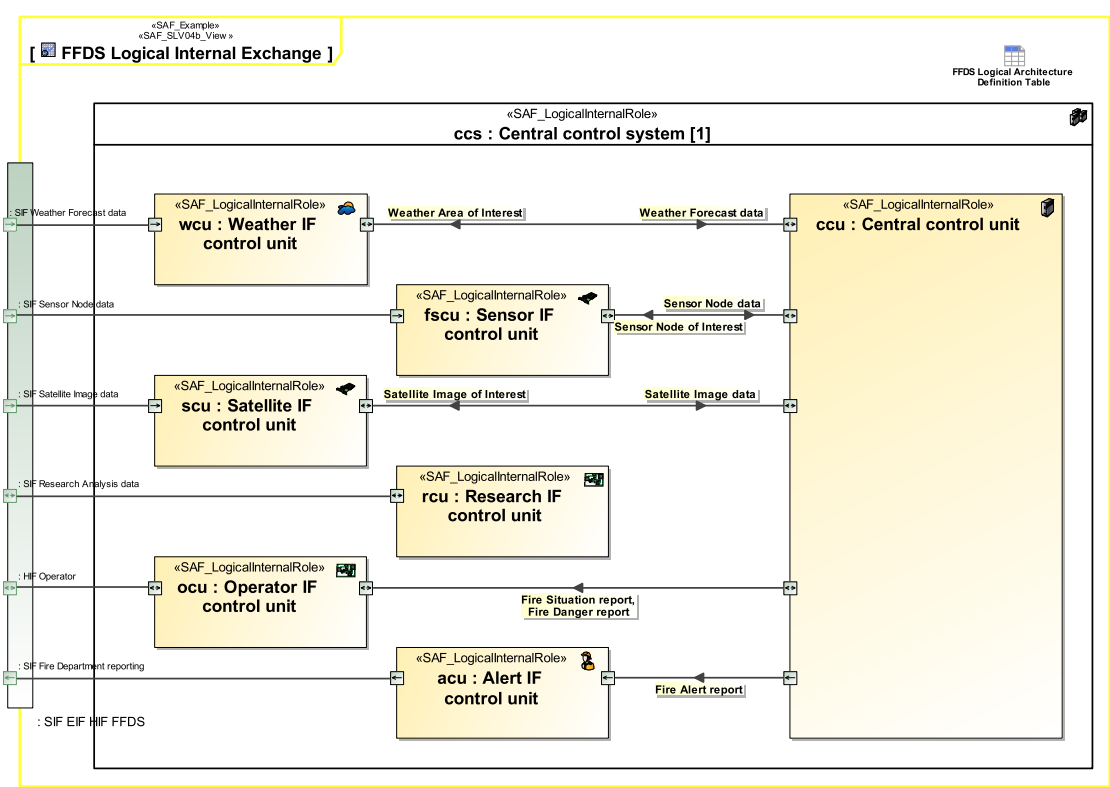 «SAF_Example»
«SAF_SLV04b_View »
[ FFDS Logical Internal Exchange ]
FFDS Logical Architecture
Definition Table
«SAF_LogicalInternalRole»
ccs : Central control system [1]
: SIF Weather Forecast data
«SAF_LogicalInternalRole»
wcu : Weather IF
control unit
Weather Area of Interest
Weather Forecast data
«SAF_LogicalInternalRole»
ccu : Central control unit
: SIF Sensor Node data
«SAF_LogicalInternalRole»
fscu : Sensor IF
control unit
Sensor Node data
Sensor Node of Interest
: SIF Satellite Image data
«SAF_LogicalInternalRole»
scu : Satellite IF
control unit
Satellite Image of Interest
Satellite Image data
: SIF Research Analysis data
«SAF_LogicalInternalRole»
rcu : Research IF
control unit
: HIF Operator
«SAF_LogicalInternalRole»
ocu : Operator IF
control unit
Fire Situation report,
Fire Danger report
: SIF Fire Department reporting
«SAF_LogicalInternalRole»
acu : Alert IF
control unit
Fire Alert report
: SIF EIF HIF FFDS